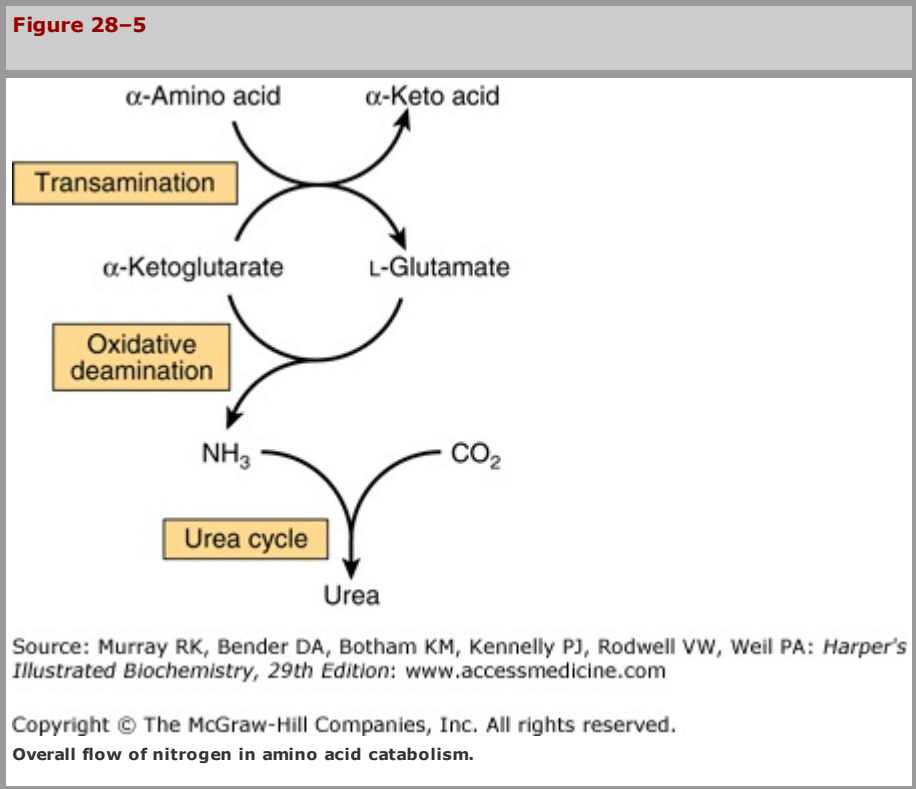 Figure 28–5
α-Amino acid
α-Keto acid
Transamination
α-Ketoglutarate
L-Glutamate
Oxidative
deamination
NH3
CO2
Urea cycle
Urea
Source: Murray RK, Bender DA, Botham KM, Kennelly PJ, Rodwell VW, Weil PA: Harper's
Illustrated Biochemistry, 29th Edition: www.accessmedicine.com
Copyright © The McGraw-Hill Companies, Inc. All rights reserved.
Overall flow of nitrogen in amino acid catabolism.